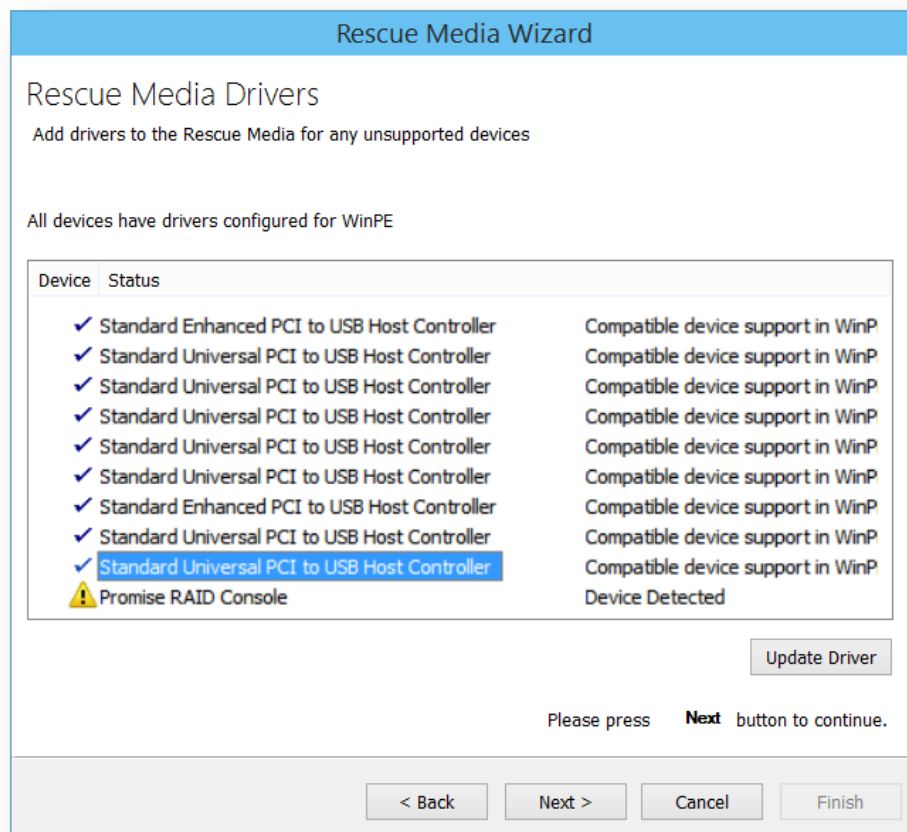 Rescue Media Wizard
Rescue Media Drivers
Add drivers to the Rescue Media for any unsupported devices
All devices have drivers configured for WinPE
Device Status
Standard Enhanced PCI to USB Host Controller Compatible device support in WinP
Standard Universal PCI to USB Host Controller Compatible device support in WinP
Standard Universal PCI to USB Host Controller Compatible device support in WinP
Standard Universal PCI to USB Host Controller Compatible device support in WinP
Standard Universal PCI to USB Host Controller Compatible device support in WinP
Standard Universal PCI to USB Host Controller Compatible device support in WinP
Standard Enhanced PCI to USB Host Controller Compatible device support in WinP
Standard Universal PCI to USB Host Controller Compatible device support in WinP
Standard Universal PCI to USB Host Controller Compatible device support in WinP
Promise RAID Console Device Detected
Update Driver
Please press Next button to continue.
< Back Next > Cancel Finish